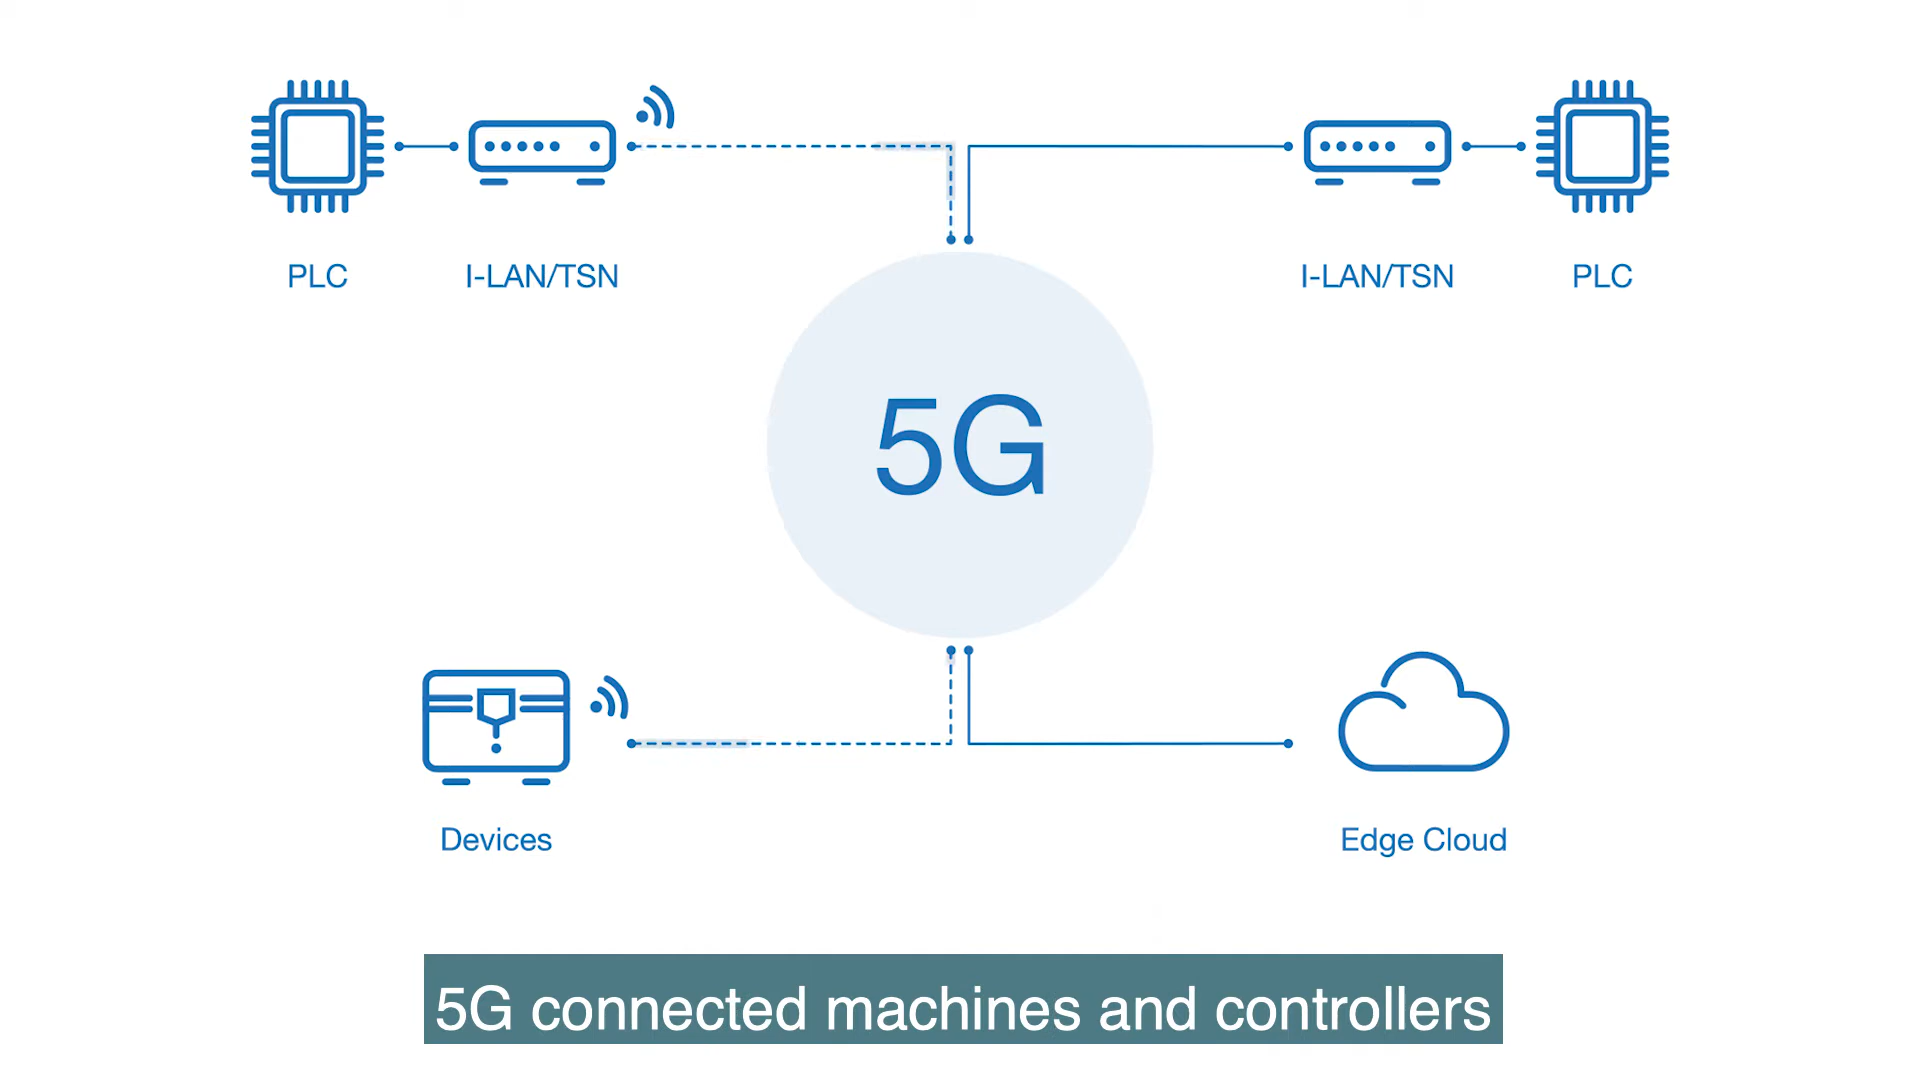 PLC
I-LAN/TSN
I-LAN/TSN
PLC
5G
Devices
Edge Cloud
5G connected machines and controllers